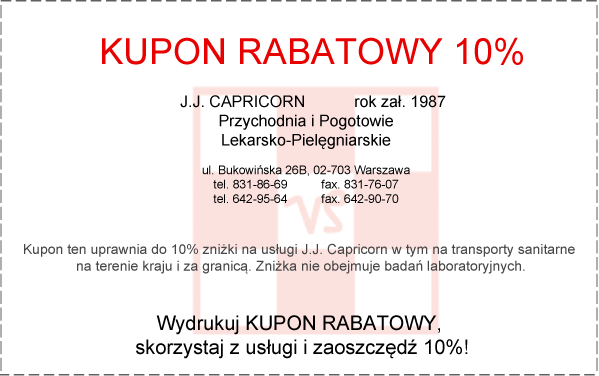 KUPON RABATOWY 10%
J.J. CAPRICORN rok zał. 1987
Przychodnia i Pogotowie
Lekarsko-Pielęgniarskie
ul. Bukowińska 26B, 02-703 Warszawa
tel. 831-86-69 fax. 831-76-07
tel. 642-95-64 fax. 642-90-70
VS
Kupon ten uprawnia do 10% zniżki na usługi J.J. Capricorn w tym na transporty sanitarne
na terenie kraju i za granicą. Zniżka nie obejmuje badań laboratoryjnych.
Wydrukuj KUPON RABATOWY,
skorzystaj z usługi i zaoszczędź 10%!